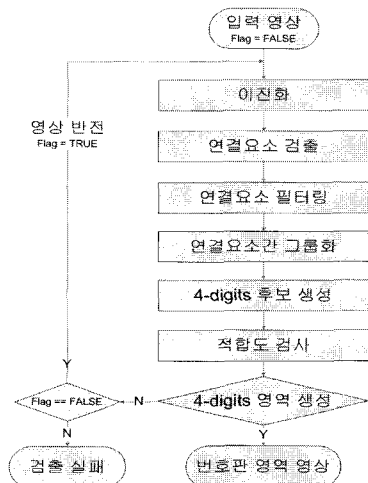 입력 영상
Flag = FALSE
이진화
영상 반전
Flag = TRUE
연결요소 검출
연결요소 필터링
연결요소간 그룹화
4-digits 후보 생성
적합도 검사
Y
Flag == FALSE
N
4-digits 영역 생성
N
Y
검출 실패
번호판 영역 영상